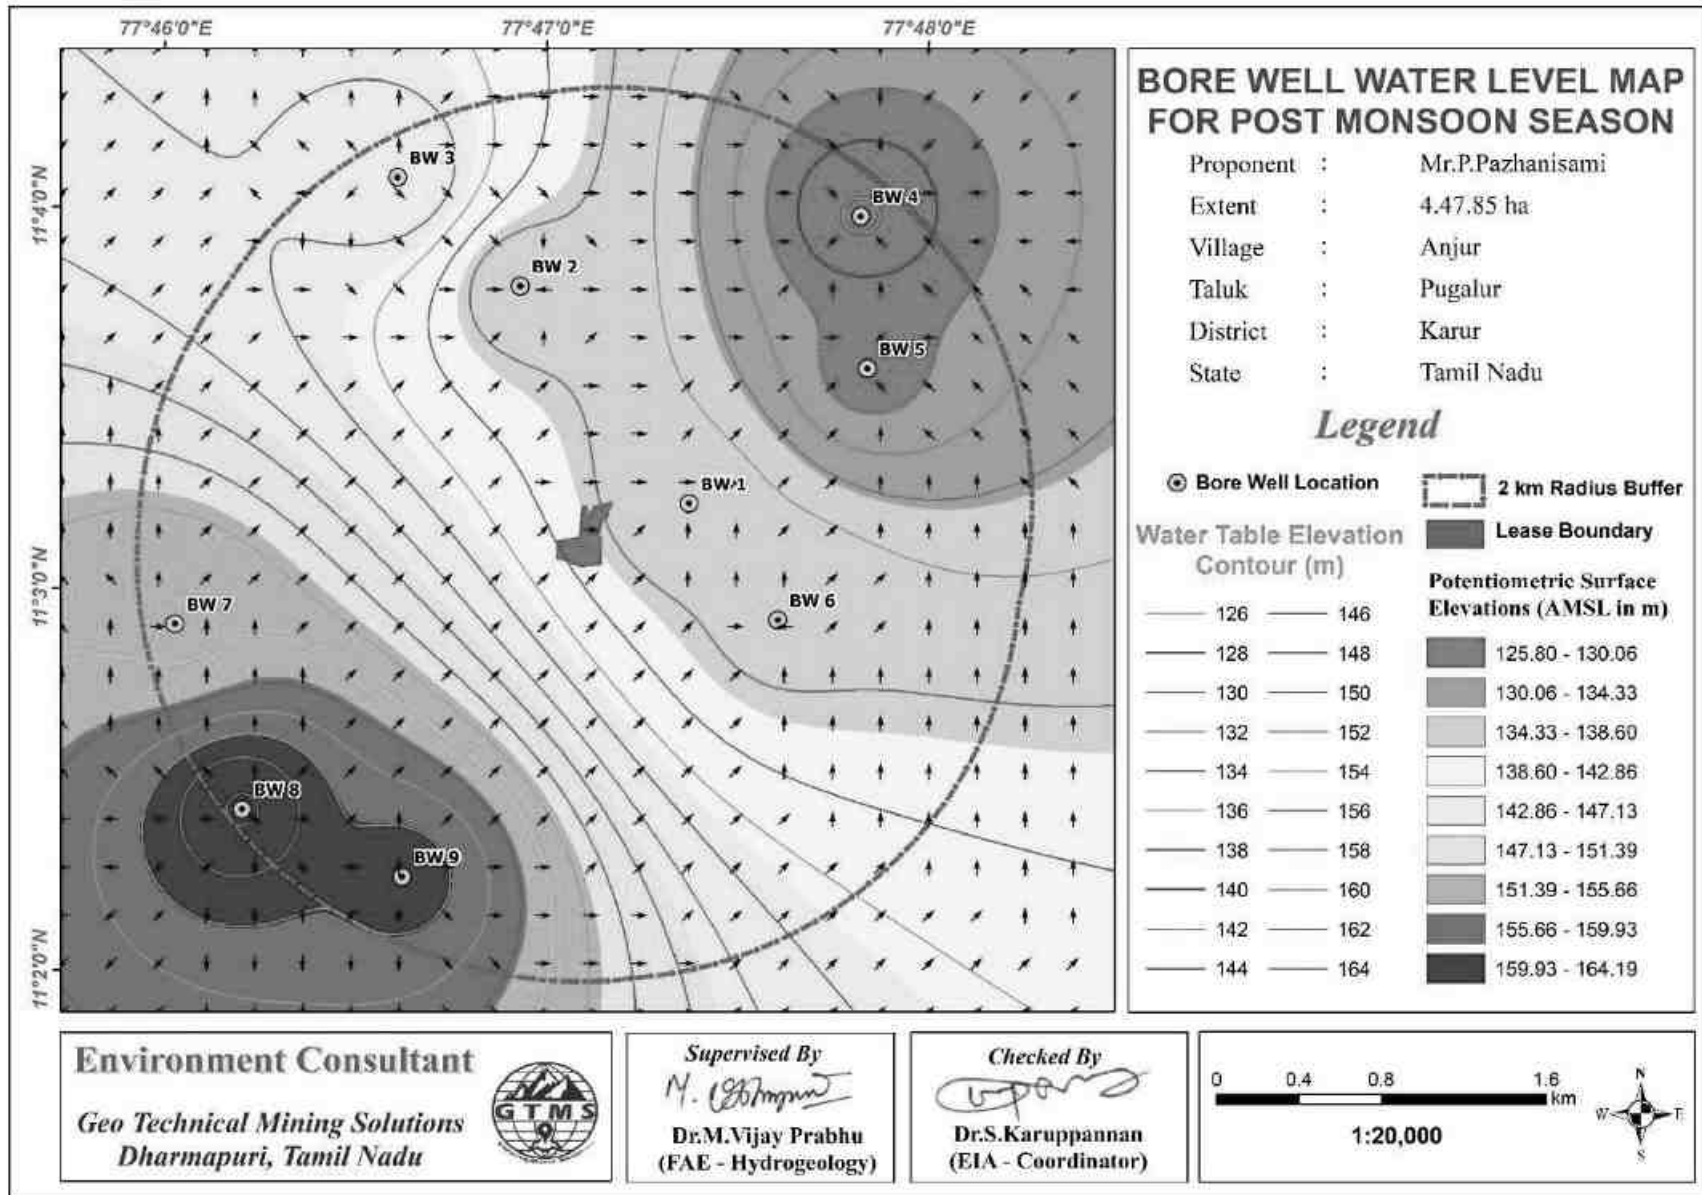 77°46'0"E 77°47'0"E 77°48'0"E
11°4'0"N
11°3'0"N
11°2'0"N
BW 3
BW 4
BW 2
BW 5
BW 1
BW 6
BW 7
BW 8
BW 9
BORE WELL WATER LEVEL MAP
FOR POST MONSOON SEASON
Proponent : Mr.P.Pazhanisami
Extent : 4.47.85 ha
Village : Anjur
Taluk : Pugalur
District : Karur
State : Tamil Nadu
Legend
Bore Well Location
2 km Radius Buffer
Lease Boundary
Water Table Elevation
Contour (m)
126 146
128 148
130 150
132 152
134 154
136 156
138 158
140 160
142 162
144 164
Potentiometric Surface
Elevations (AMSL in m)
125.80 - 130.06
130.06 - 134.33
134.33 - 138.60
138.60 - 142.86
142.86 - 147.13
147.13 - 151.39
151.39 - 155.66
155.66 - 159.93
159.93 - 164.19
Environment Consultant
Geo Technical Mining Solutions
Dharmapuri, Tamil Nadu
GTMS
Supervised By
Dr.M.Vijay Prabhu
(FAE - Hydrogeology)
Checked By
Dr.S.Karuppannan
(EIA - Coordinator)
0 0.4 0.8 1.6
km
1:20,000
N
W E
S